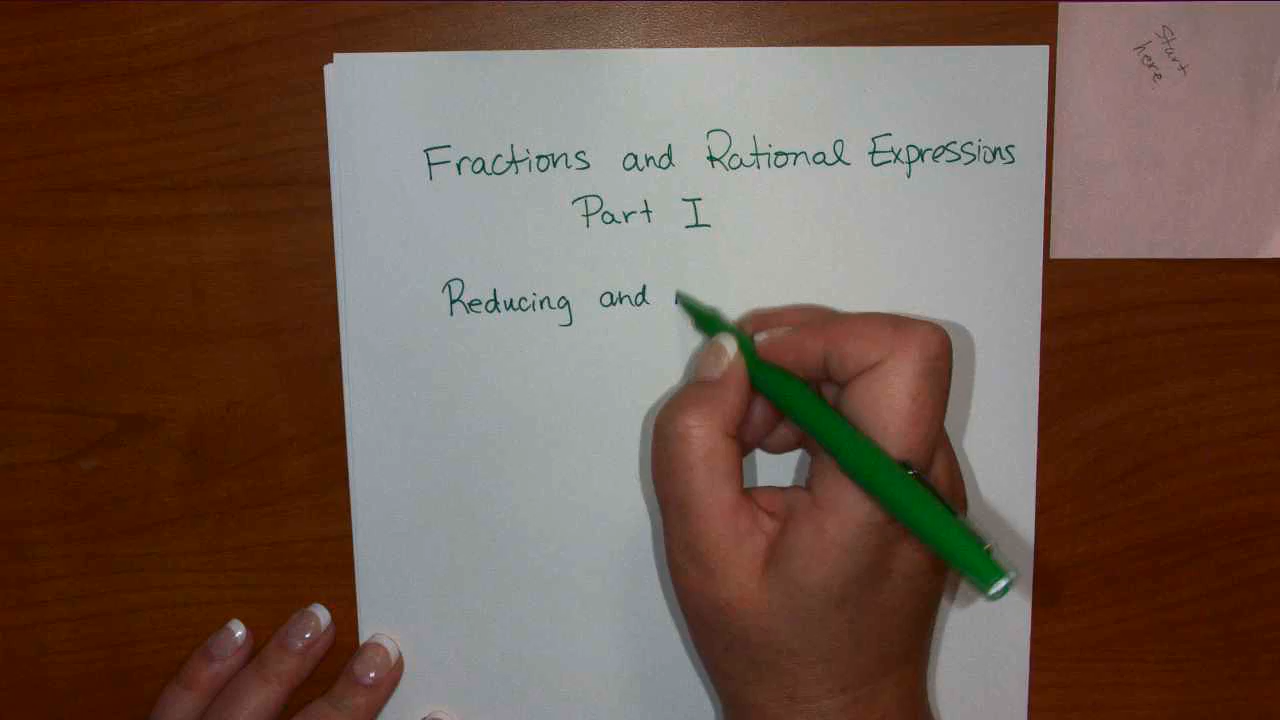 Fractions and Rational Expressions
Part I
Reducing and
Start
here